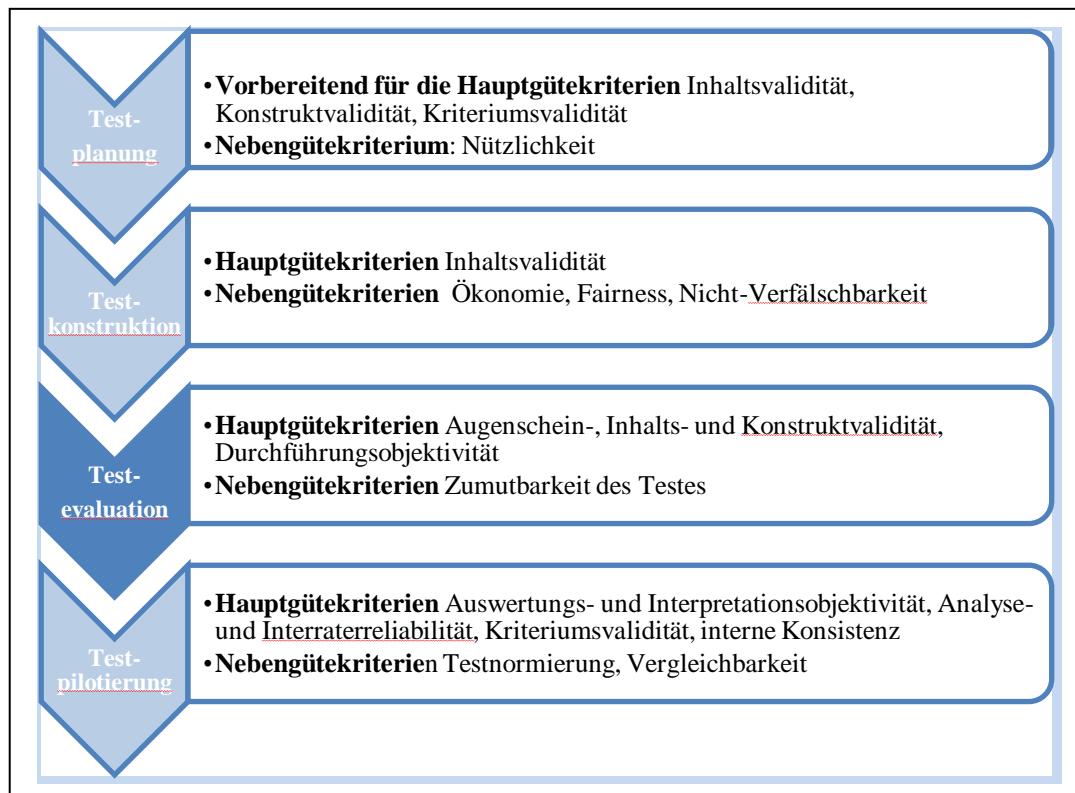 Test-
planung
•Vorbereitend für die Hauptgütekriterien Inhaltsvalidität,
Konstruktvalidität, Kriteriumsvalidität
•Nebengütekriterium: Nützlichkeit
Test-
konstruktion
•Hauptgütekriterien Inhaltsvalidität
•Nebengütekriterien Ökonomie, Fairness, Nicht-Verfälschbarkeit
Test-
evaluation
•Hauptgütekriterien Augenschein-, Inhalts- und Konstruktvalidität,
Durchführungsobjektivität
•Nebengütekriterien Zumutbarkeit des Testes
Test-
pilotierung
•Hauptgütekriterien Auswertungs- und Interpretationsobjektivität, Analyse-
und Interraterreliabilität, Kriteriumsvalidität, interne Konsistenz
•Nebengütekriterien Testnormierung, Vergleichbarkeit